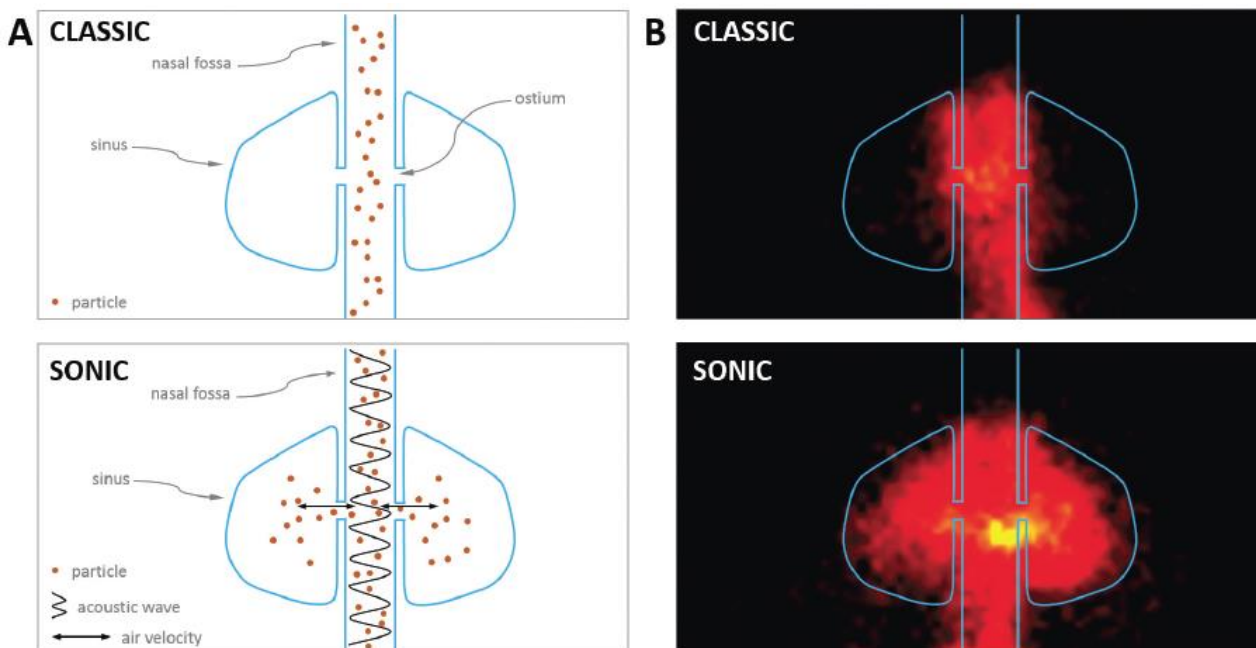 A
CLASSIC
nasal fossa
ostium
sinus
particle
B
CLASSIC
SONIC
nasal fossa
sinus
particle
acoustic wave
air velocity
SONIC